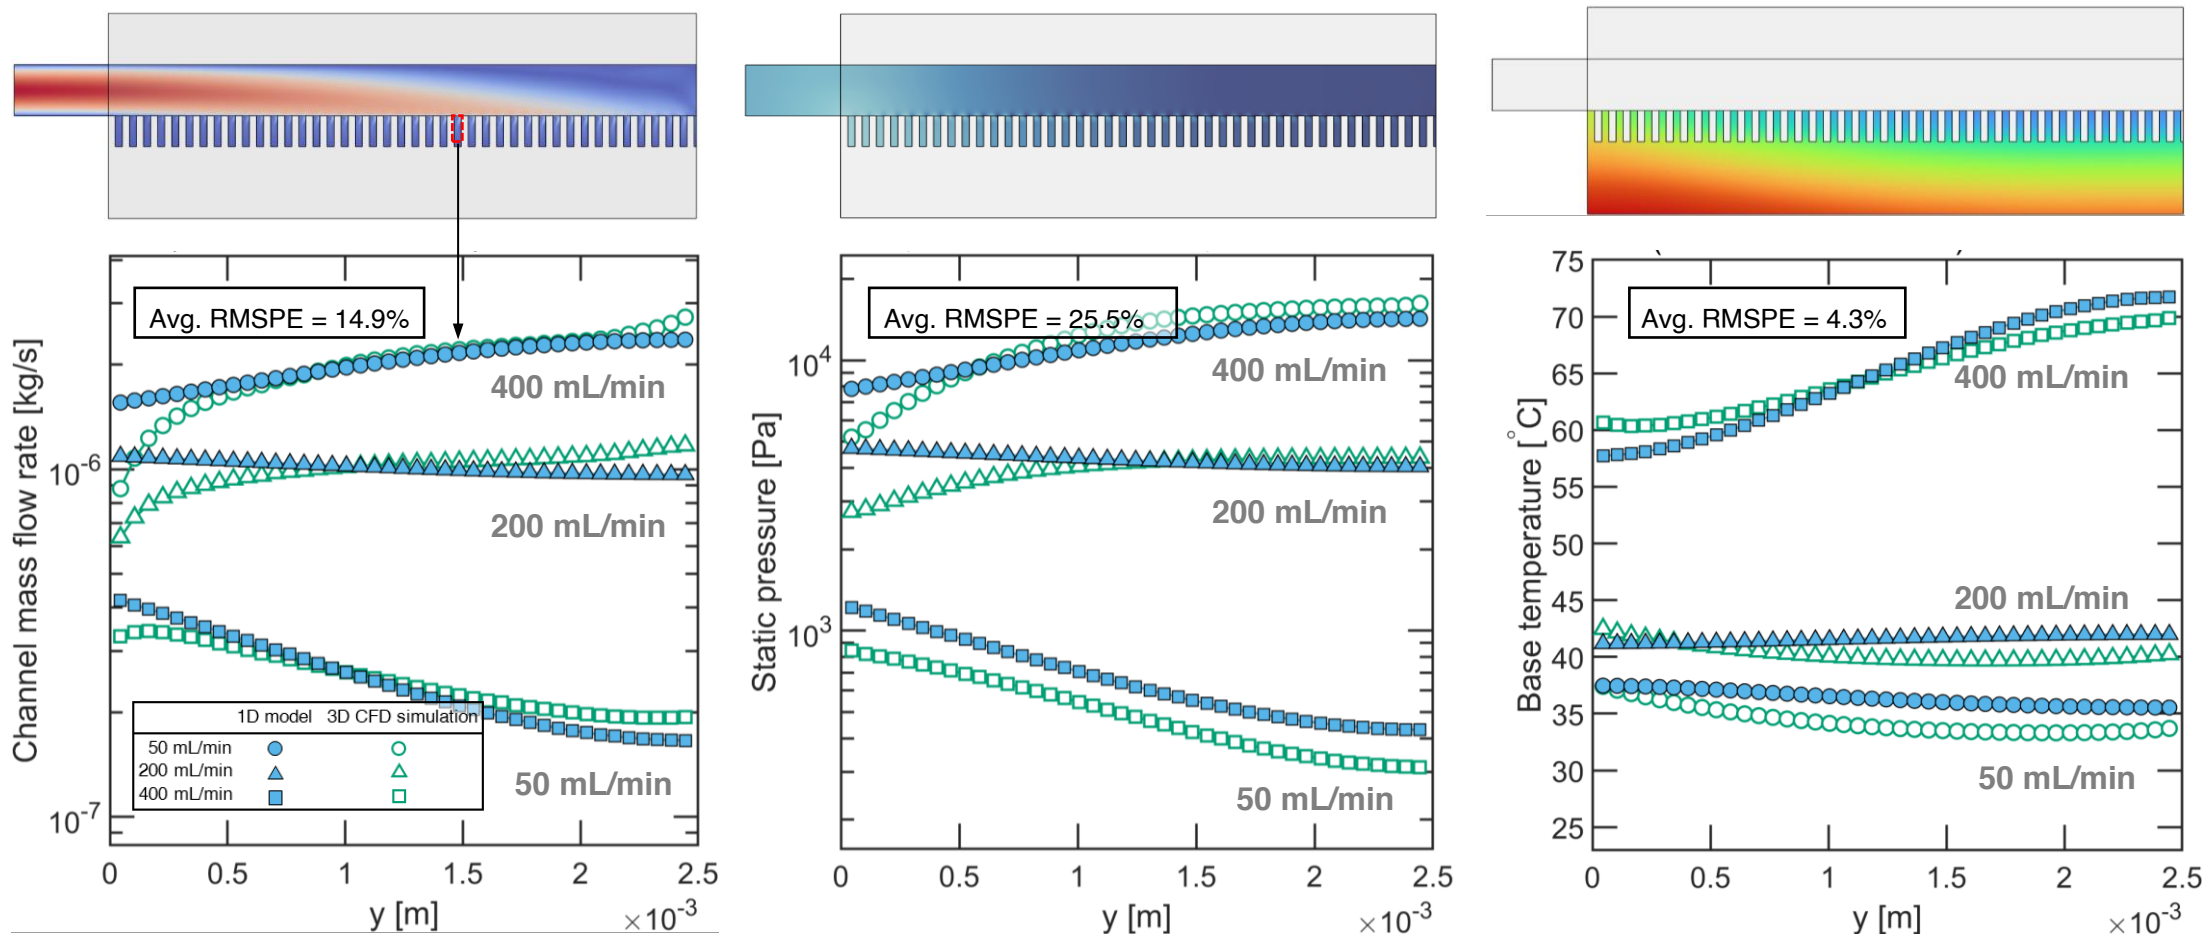 Avg. RMSPE = 14.9%
400 mL/min
200 mL/min
50 mL/min
1D model 3D CFD simulation
50 mL/min
200 mL/min
400 mL/min
Channel mass flow rate [kg/s]
10-6
10-7
0 0.5 1 1.5 2 2.5
y [m]
×10-3
Avg. RMSPE = 25.5%
400 mL/min
200 mL/min
50 mL/min
Static pressure [Pa]
104
103
0 0.5 1 1.5 2 2.5
y [m]
×10-3
Avg. RMSPE = 4.3%
400 mL/min
200 mL/min
50 mL/min
Base temperature [°C]
75
70
65
60
55
50
45
40
35
30
25
0 0.5 1 1.5 2 2.5
y [m]
×10-3